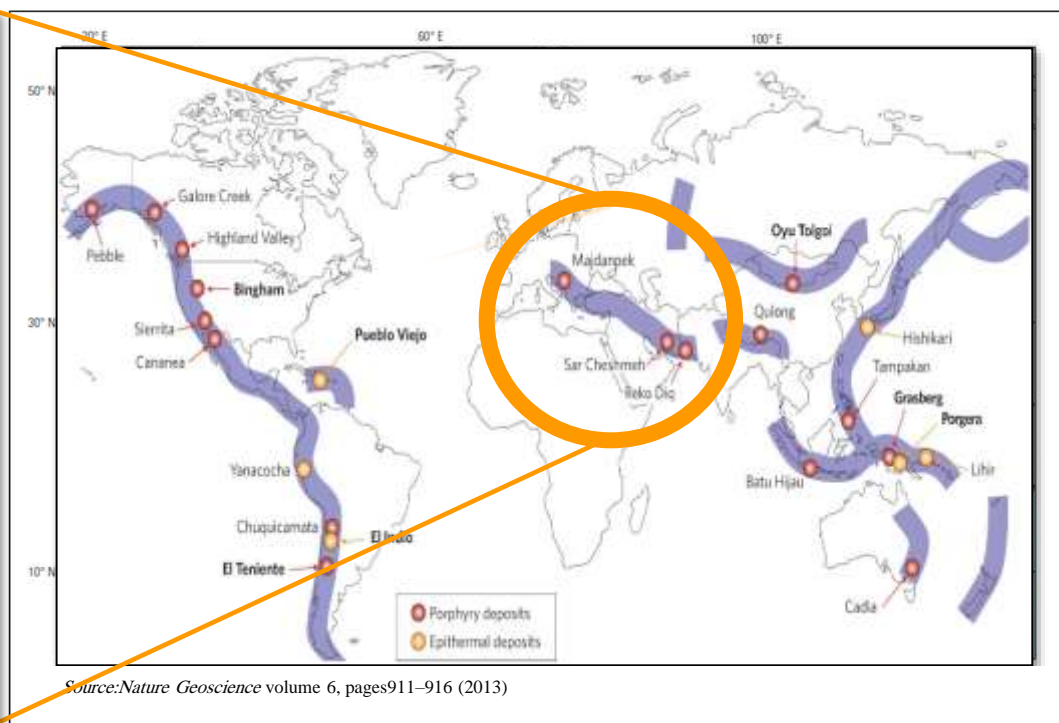 20° E 60° E 100° E
50° N
Galore Creek
Oyu Tolgoi
Highland Valley
Pebble
Majdanpek
Bingham
Qulong
30° N
Sierrita
Pueblo Viejo
Hishikari
Cananea
Sar Cheshmeh
Tampakan
Reko Diq
Grasberg
Porgera
Yanacocha
Batu Hijau
Lihir
Chuquicamata
El Indio
10° N
El Teniente
Porphyry deposits
Cadia
Epithermal deposits
Source:Nature Geoscience volume 6, pages911–916 (2013)